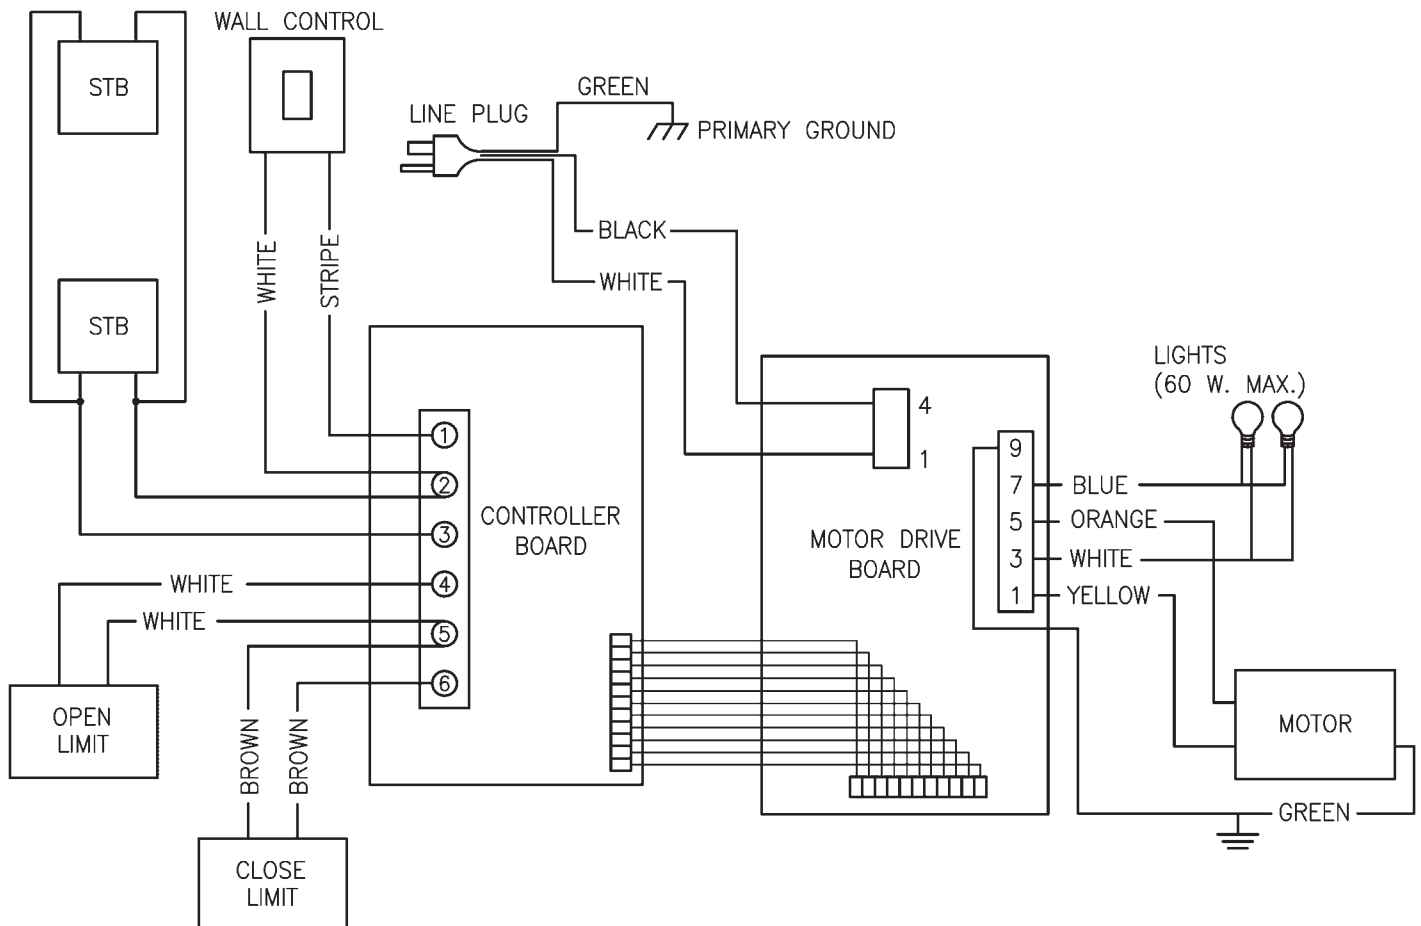 WALL CONTROL
STB
LINE PLUG
GREEN
PRIMARY GROUND
BLACK
WHITE
WHITE
STRIPE
STB
LIGHTS
(60 W. MAX.)
1
2
3
4
5
6
CONTROLLER
BOARD
4
1
MOTOR DRIVE
BOARD
9
7
5
3
1
BLUE
ORANGE
WHITE
YELLOW
WHITE
WHITE
OPEN
LIMIT
BROWN
BROWN
CLOSE
LIMIT
MOTOR
GREEN